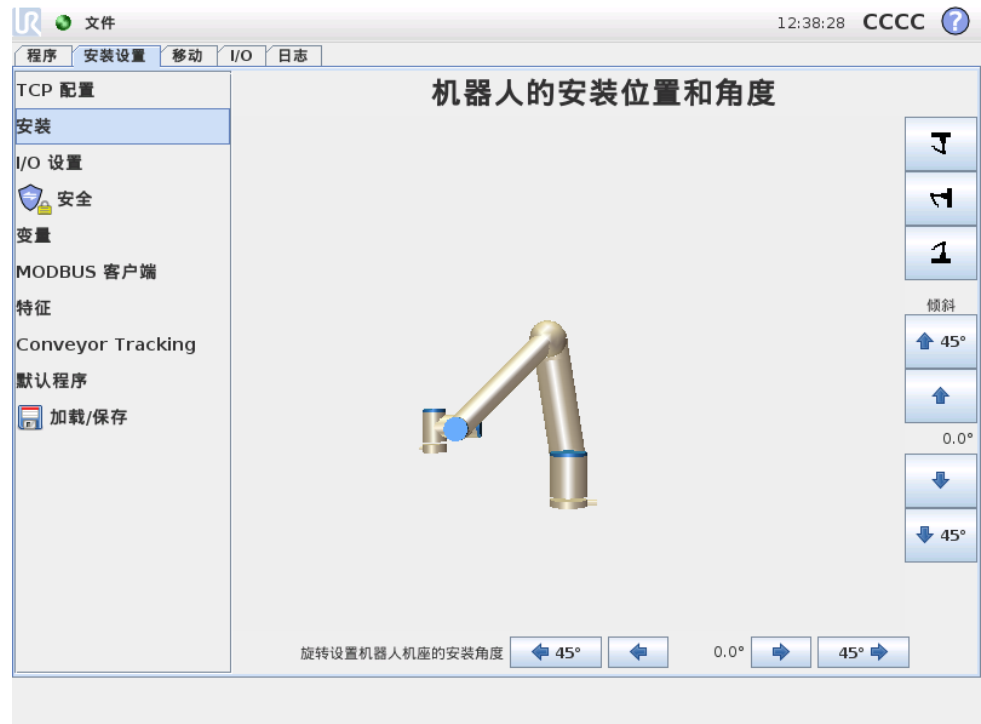 UR 文件 12:38:28 CCCC ?
程序 安装设置 移动 I/O 日志
TCP 配置
安装
I/O 设置
安全
变量
MODBUS 客户端
特征
Conveyor Tracking
默认程序
加载/保存
机器人的安装位置和角度
倾斜
45°
0.0°
45°
旋转设置机器人机座的安装角度 45° 0.0° 45°